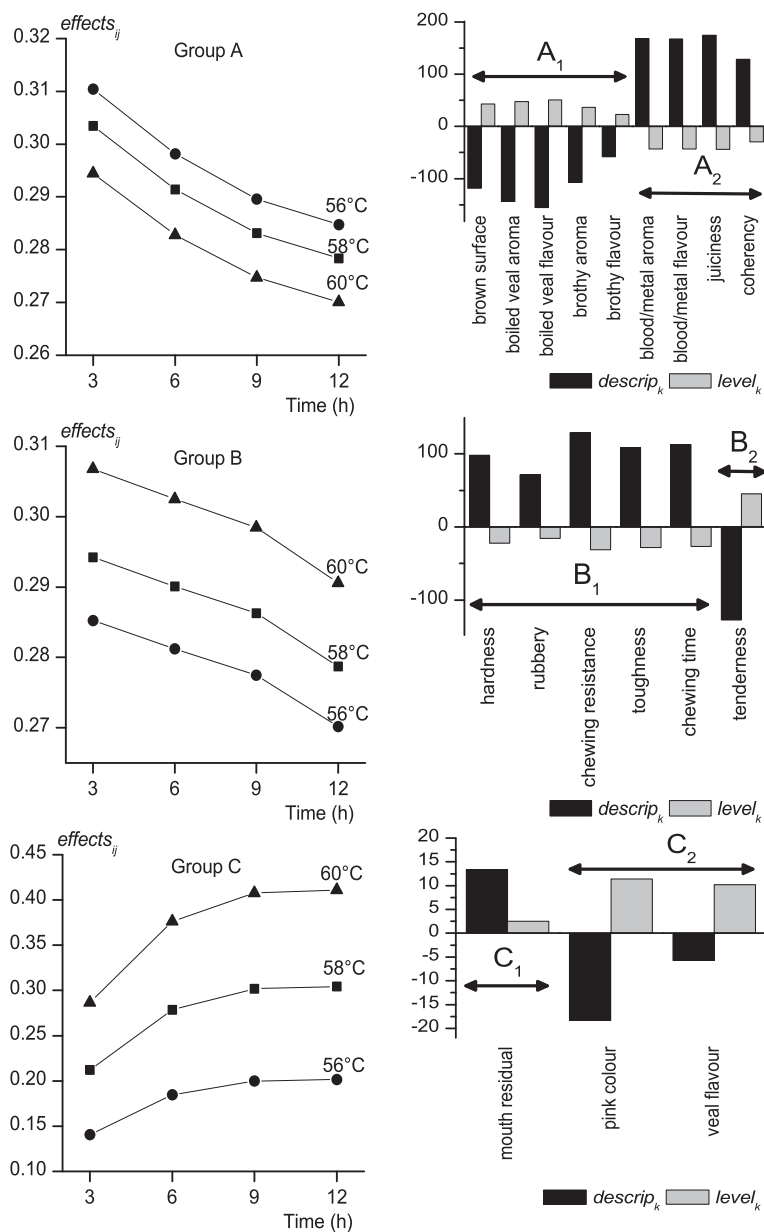 effects_ij
Group A
0.32
0.31
0.30
0.29
0.28
0.27
0.26
56°C
58°C
60°C
3 6 9 12
Time (h)
200
100
0
-100
A1
A2
brown surface
boiled veal aroma
boiled veal flavour
brothy aroma
brothy flavour
blood/metal aroma
blood/metal flavour
juiciness
coherency
descrip_k level_k
effects_ij
Group B
0.31
0.30
0.29
0.28
0.27
60°C
58°C
56°C
3 6 9 12
Time (h)
100
0
-100
B2
B1
hardness
rubbery
chewing resistance
toughness
chewing time
tenderness
descrip_k level_k
effects_ij
Group C
0.45
0.40
0.35
0.30
0.25
0.20
0.15
0.10
60°C
58°C
56°C
3 6 9 12
Time (h)
20
15
10
5
0
-5
-10
-15
-20
C2
C1
mouth residual
pink colour
veal flavour
descrip_k level_k